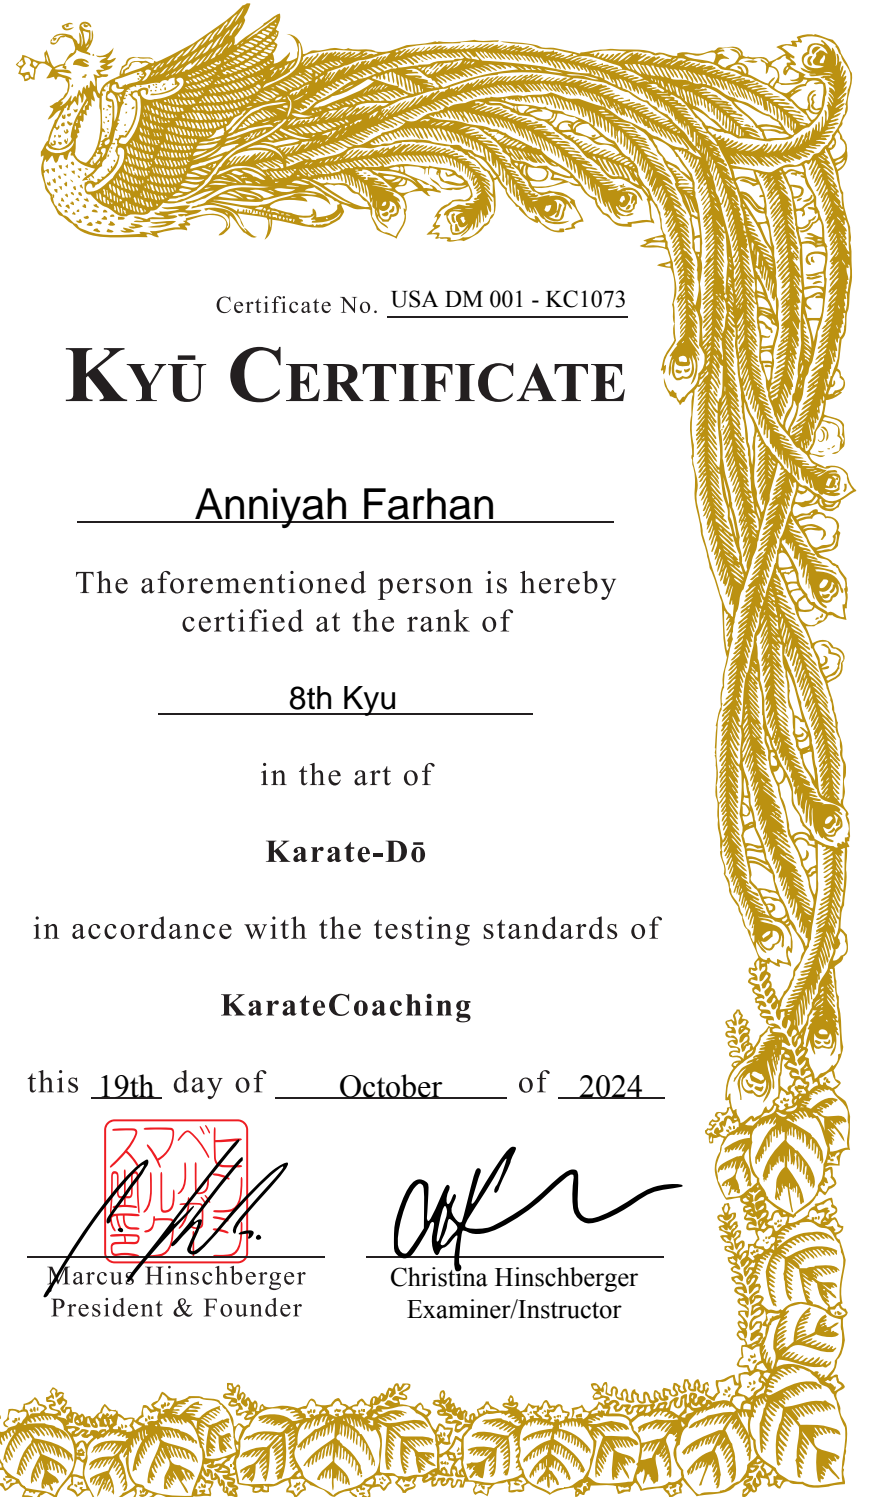 Certificate No. USA DM 001 - KC1073
KYŪ CERTIFICATE
Anniyah Farhan
The aforementioned person is hereby
certified at the rank of
8th Kyu
in the art of
Karate-Dō
in accordance with the testing standards of
KarateCoaching
this 19th day of October of 2024
Marcus Hinschberger
President & Founder
Christina Hinschberger
Examiner/Instructor